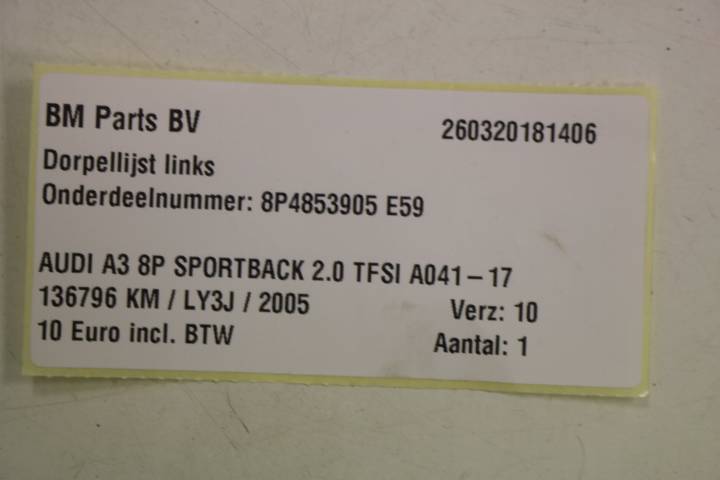 BM Parts BV 260320181406
Dorpellijst links
Onderdeelnummer: 8P4853905 E59
AUDI A3 8P SPORTBACK 2.0 TFSI A041-17
136796 KM / LY3J / 2005 Verz: 10
10 Euro incl. BTW Aantal: 1